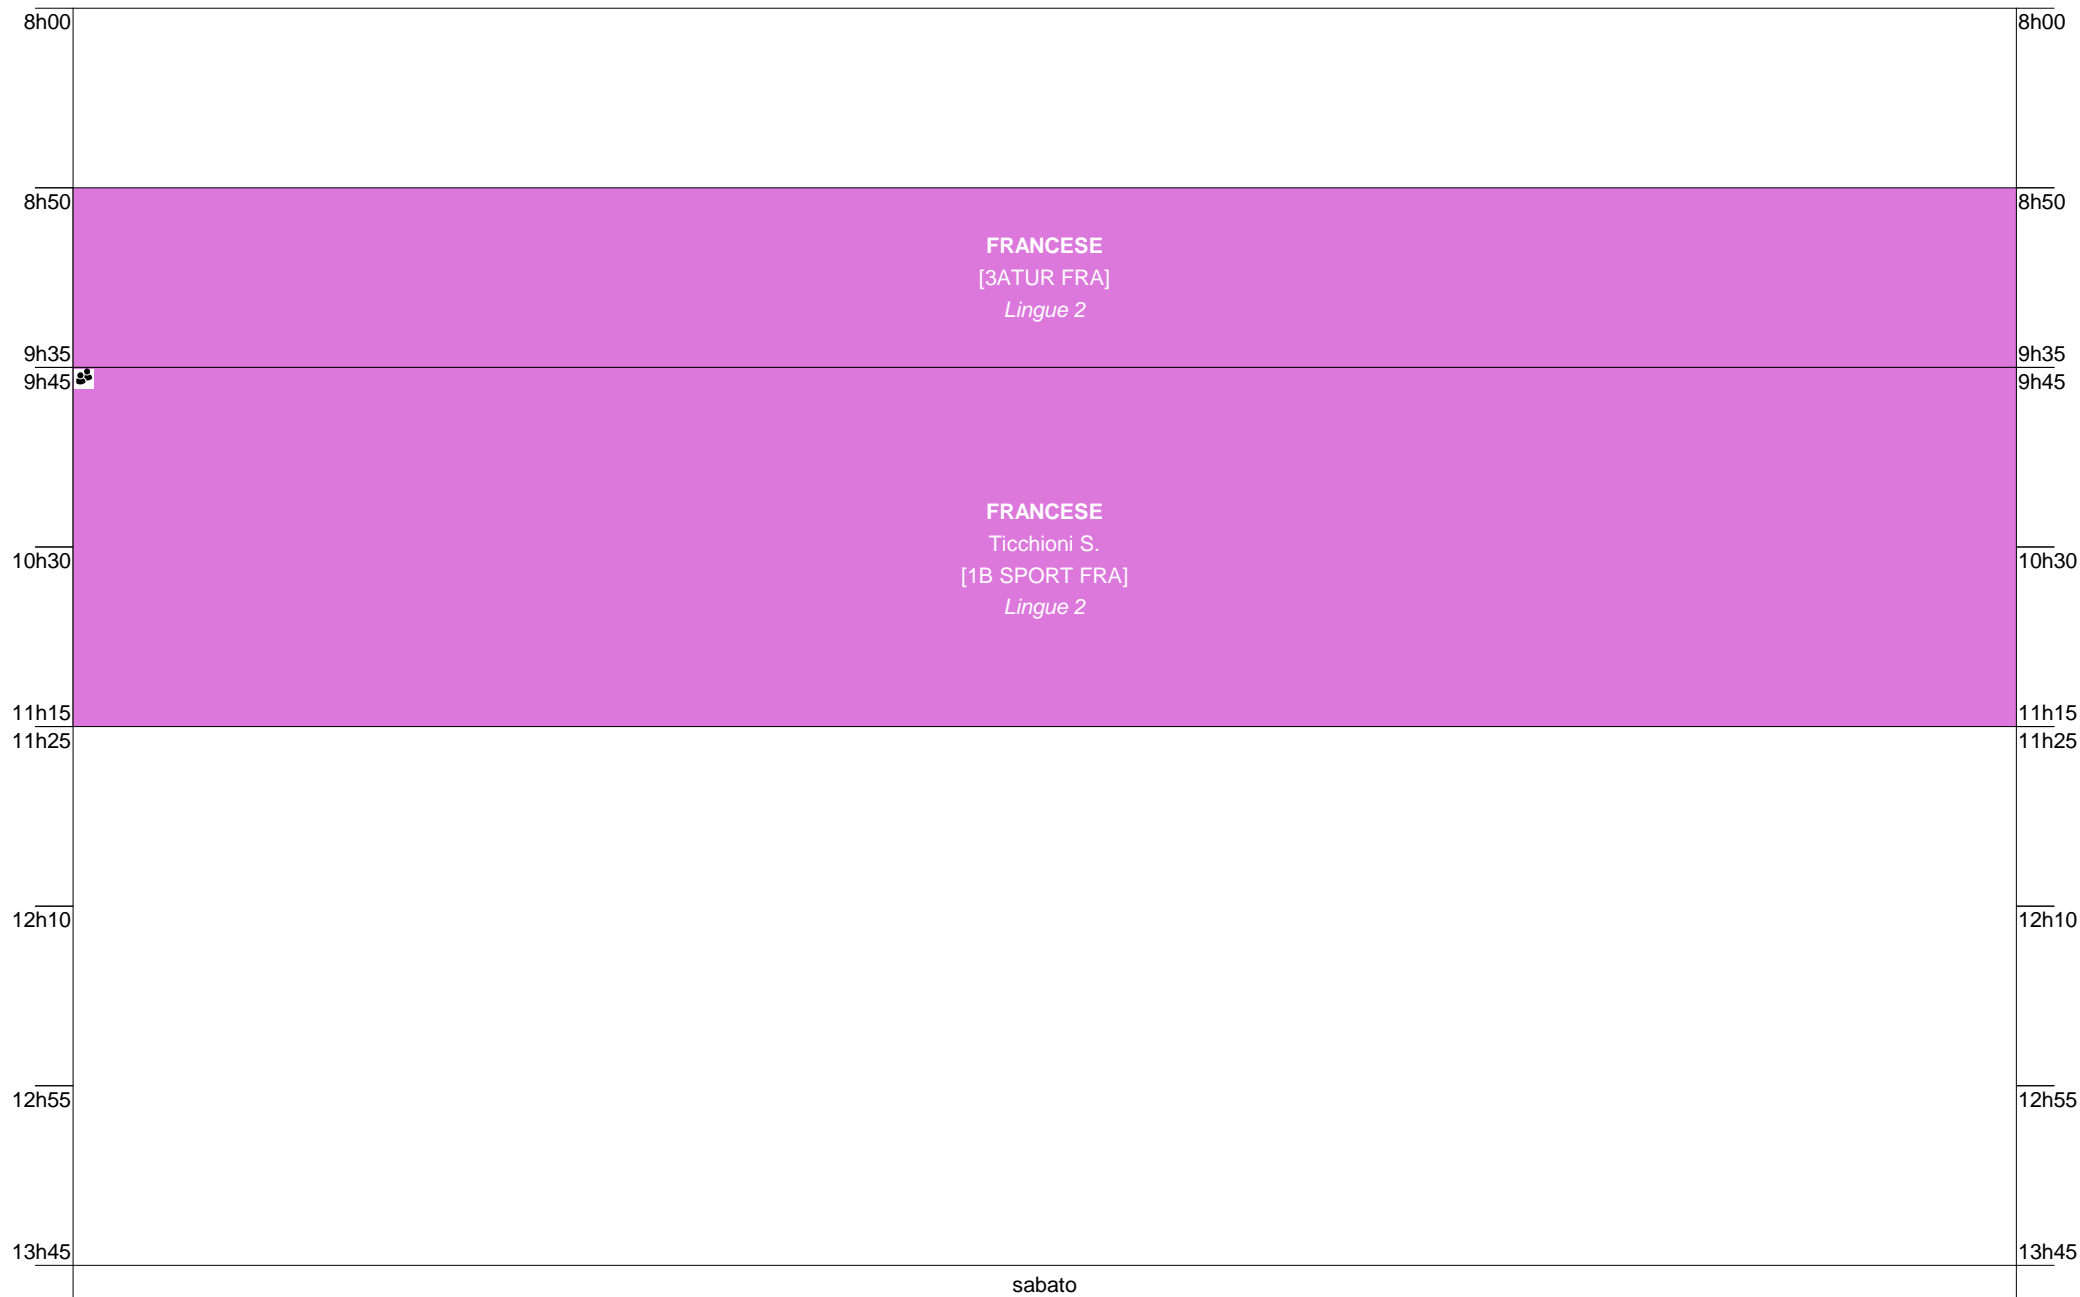 8h00 8h00
8h50 8h50
FRANCESE
[3ATUR FRA]
Lingue 2
9h35 9h35
9h45 9h45
FRANCESE
Ticchioni S.
10h30 10h30
[1B SPORT FRA]
Lingue 2
11h15 11h15
11h25 11h25
12h10 12h10
12h55 12h55
13h45 13h45
sabato